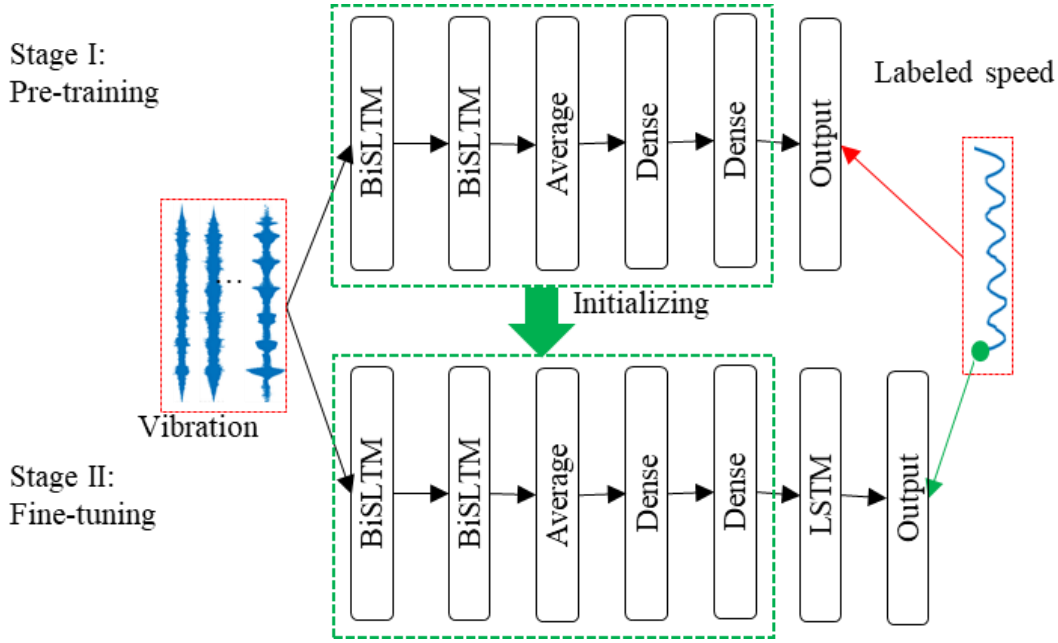 Stage I:
Pre-training
BiSLTM
BiSLTM
Average
Dense
Dense
Output
Labeled speed
...
Vibration
Initializing
Stage II:
Fine-tuning
BiSLTM
BiSLTM
Average
Dense
Dense
LSTM
Output